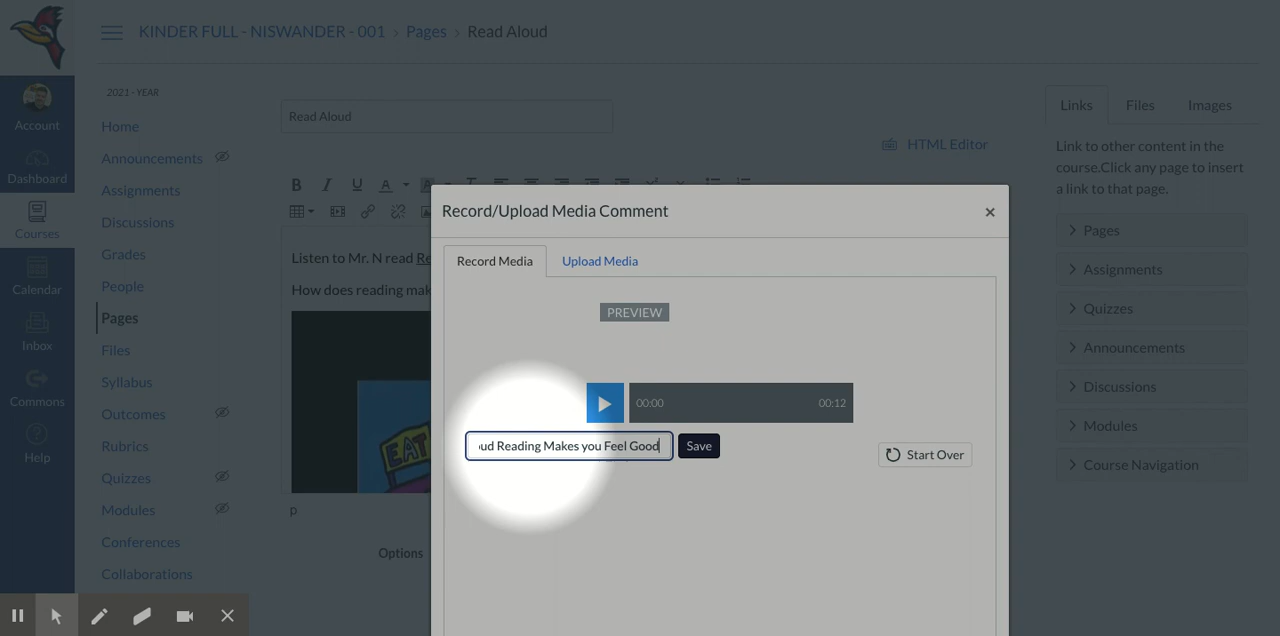 KINDER FULL - NISWANDER - 001 > Pages > Read Aloud
2021 - YEAR
Account
Dashboard
Courses
Calendar
Inbox
Commons
Help
Home
Announcements
Assignments
Discussions
Grades
People
Pages
Files
Syllabus
Outcomes
Rubrics
Quizzes
Modules
Conferences
Collaborations
Read Aloud
HTML Editor
Listen to Mr. N read
How does reading
EAT
p
Options
Record/Upload Media Comment
×
Record Media
Upload Media
PREVIEW
00:00
00:12
Reading Makes you Feel Good
Save
Start Over
Links
Files
Images
Link to other content in the
course.Click any page to insert
a link to that page.
Pages
Assignments
Quizzes
Announcements
Discussions
Modules
Course Navigation